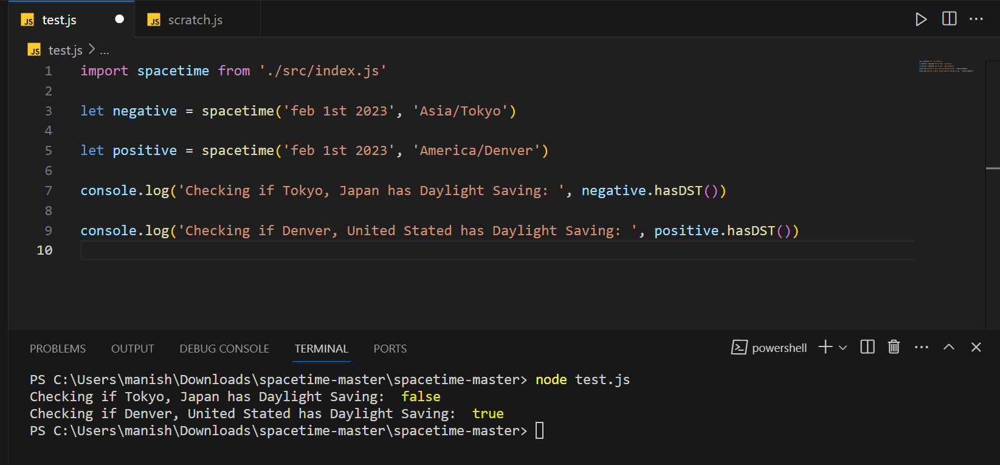 JS test.js
JS scratch.js
JS test.js > ...
1 import spacetime from './src/index.js'
2
3 let negative = spacetime('feb 1st 2023', 'Asia/Tokyo')
4
5 let positive = spacetime('feb 1st 2023', 'America/Denver')
6
7 console.log('Checking if Tokyo, Japan has Daylight Saving: ', negative.hasDST())
8
9 console.log('Checking if Denver, United Stated has Daylight Saving: ', positive.hasDST())
10
PROBLEMS OUTPUT DEBUG CONSOLE TERMINAL PORTS powershell
PS C:\Users\manish\Downloads\spacetime-master\spacetime-master> node test.js
Checking if Tokyo, Japan has Daylight Saving:  false
Checking if Denver, United Stated has Daylight Saving:  true
PS C:\Users\manish\Downloads\spacetime-master\spacetime-master>